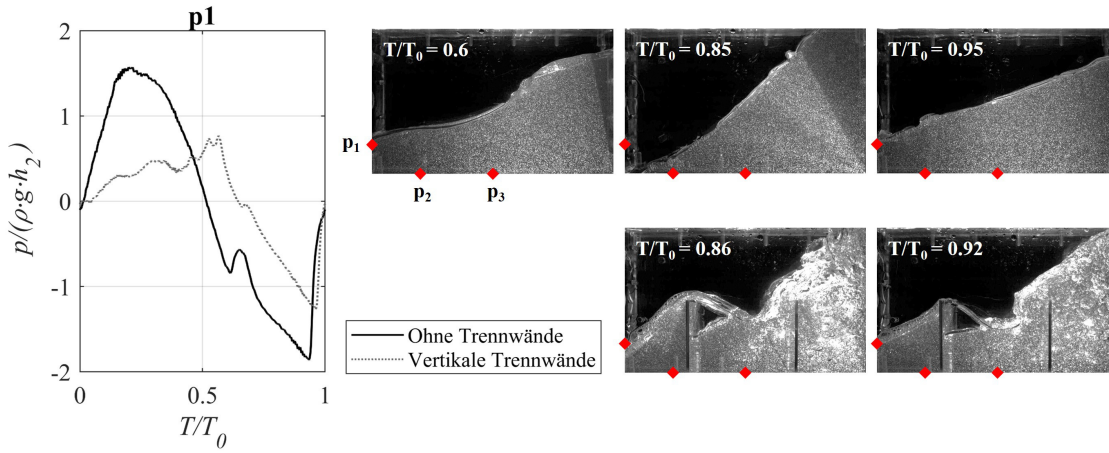 p1
2
1
0
-1
-2
p/(ρ·g·h₂)
0
0.5
1
T/T₀
Ohne Trennwände
Vertikale Trennwände
T/T₀ = 0.6
T/T₀ = 0.85
T/T₀ = 0.95
p₁
p₂
p₃
T/T₀ = 0.86
T/T₀ = 0.92